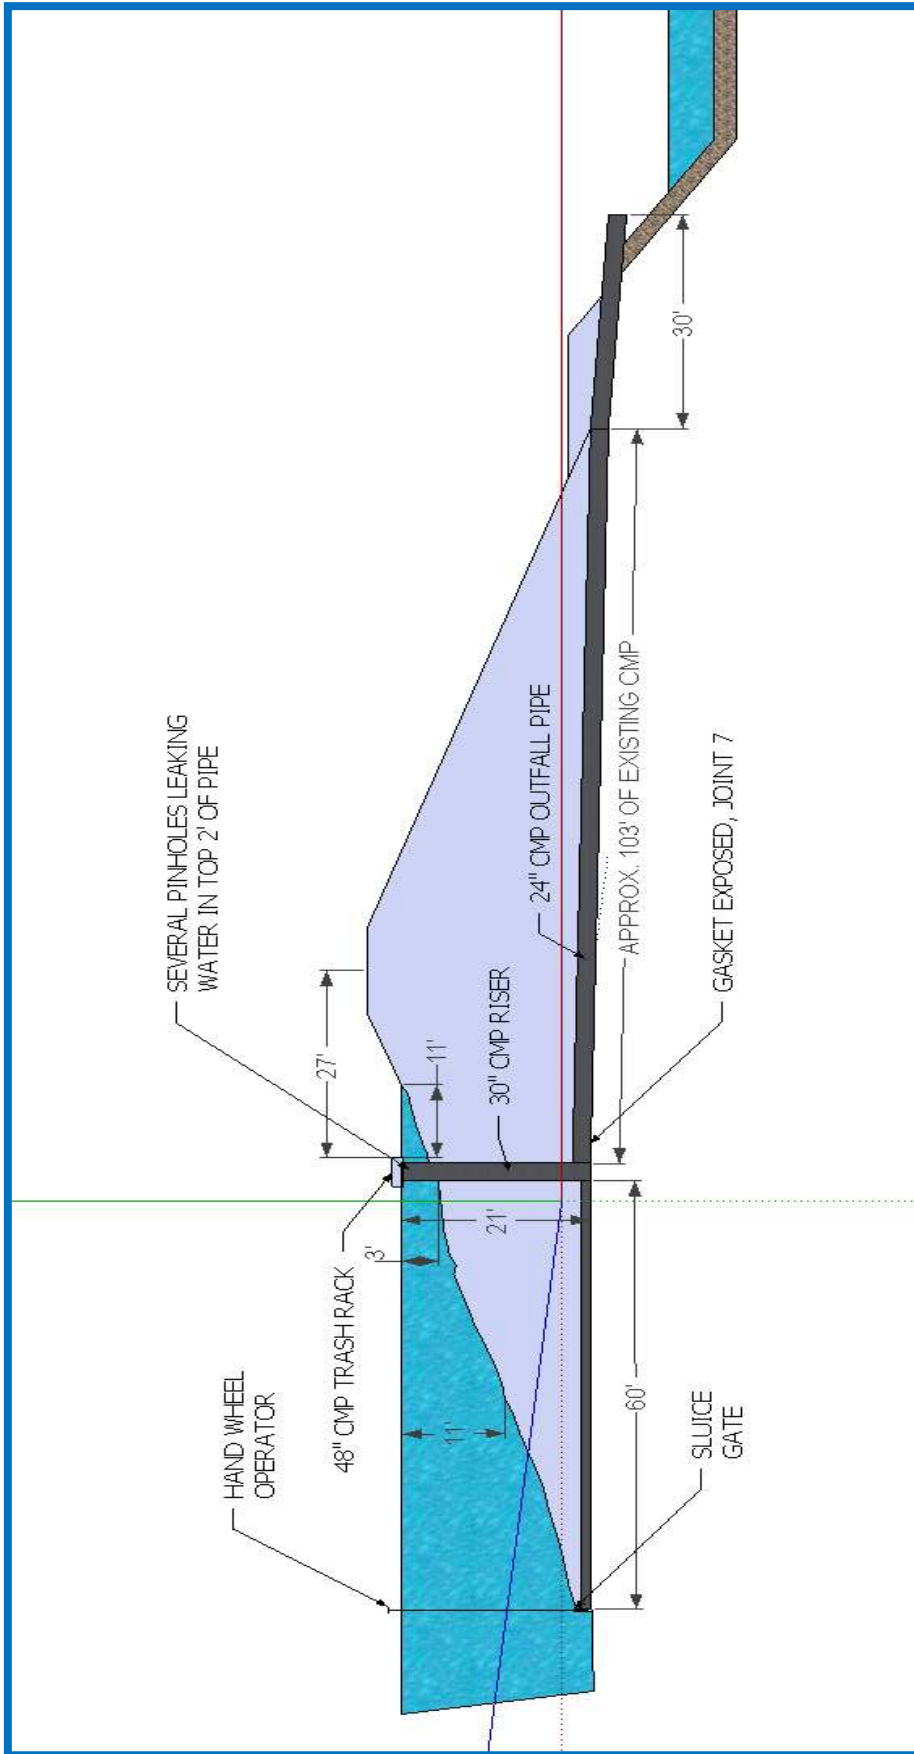 HAND WHEEL
OPERATOR
48" CMP TRASH RACK
SEVERAL PINHOLES LEAKING
WATER IN TOP 2' OF PIPE
27'
11'
3'
11'
21'
30" CMP RISER
24" CMP OUTFALL PIPE
60'
APPROX. 103' OF EXISTING CMP
30'
SLUICE
GATE
GASKET EXPOSED, JOINT 7